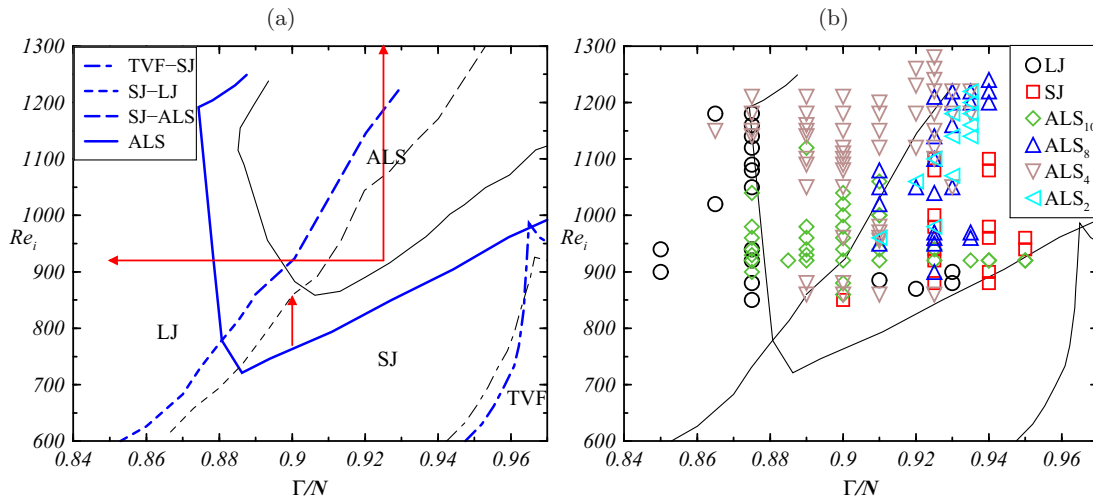 (a)
1300
1200
1100
1000
Re_i
900
800
700
600
0.84
0.86
0.88
0.9
0.92
0.94
0.96
Γ/N
TVF−SJ
SJ−LJ
SJ−ALS
ALS
ALS
LJ
SJ
TVF
(b)
1300
1200
1100
1000
Re_i
900
800
700
600
0.84
0.86
0.88
0.9
0.92
0.94
0.96
Γ/N
LJ
SJ
ALS_10
ALS_8
ALS_4
ALS_2